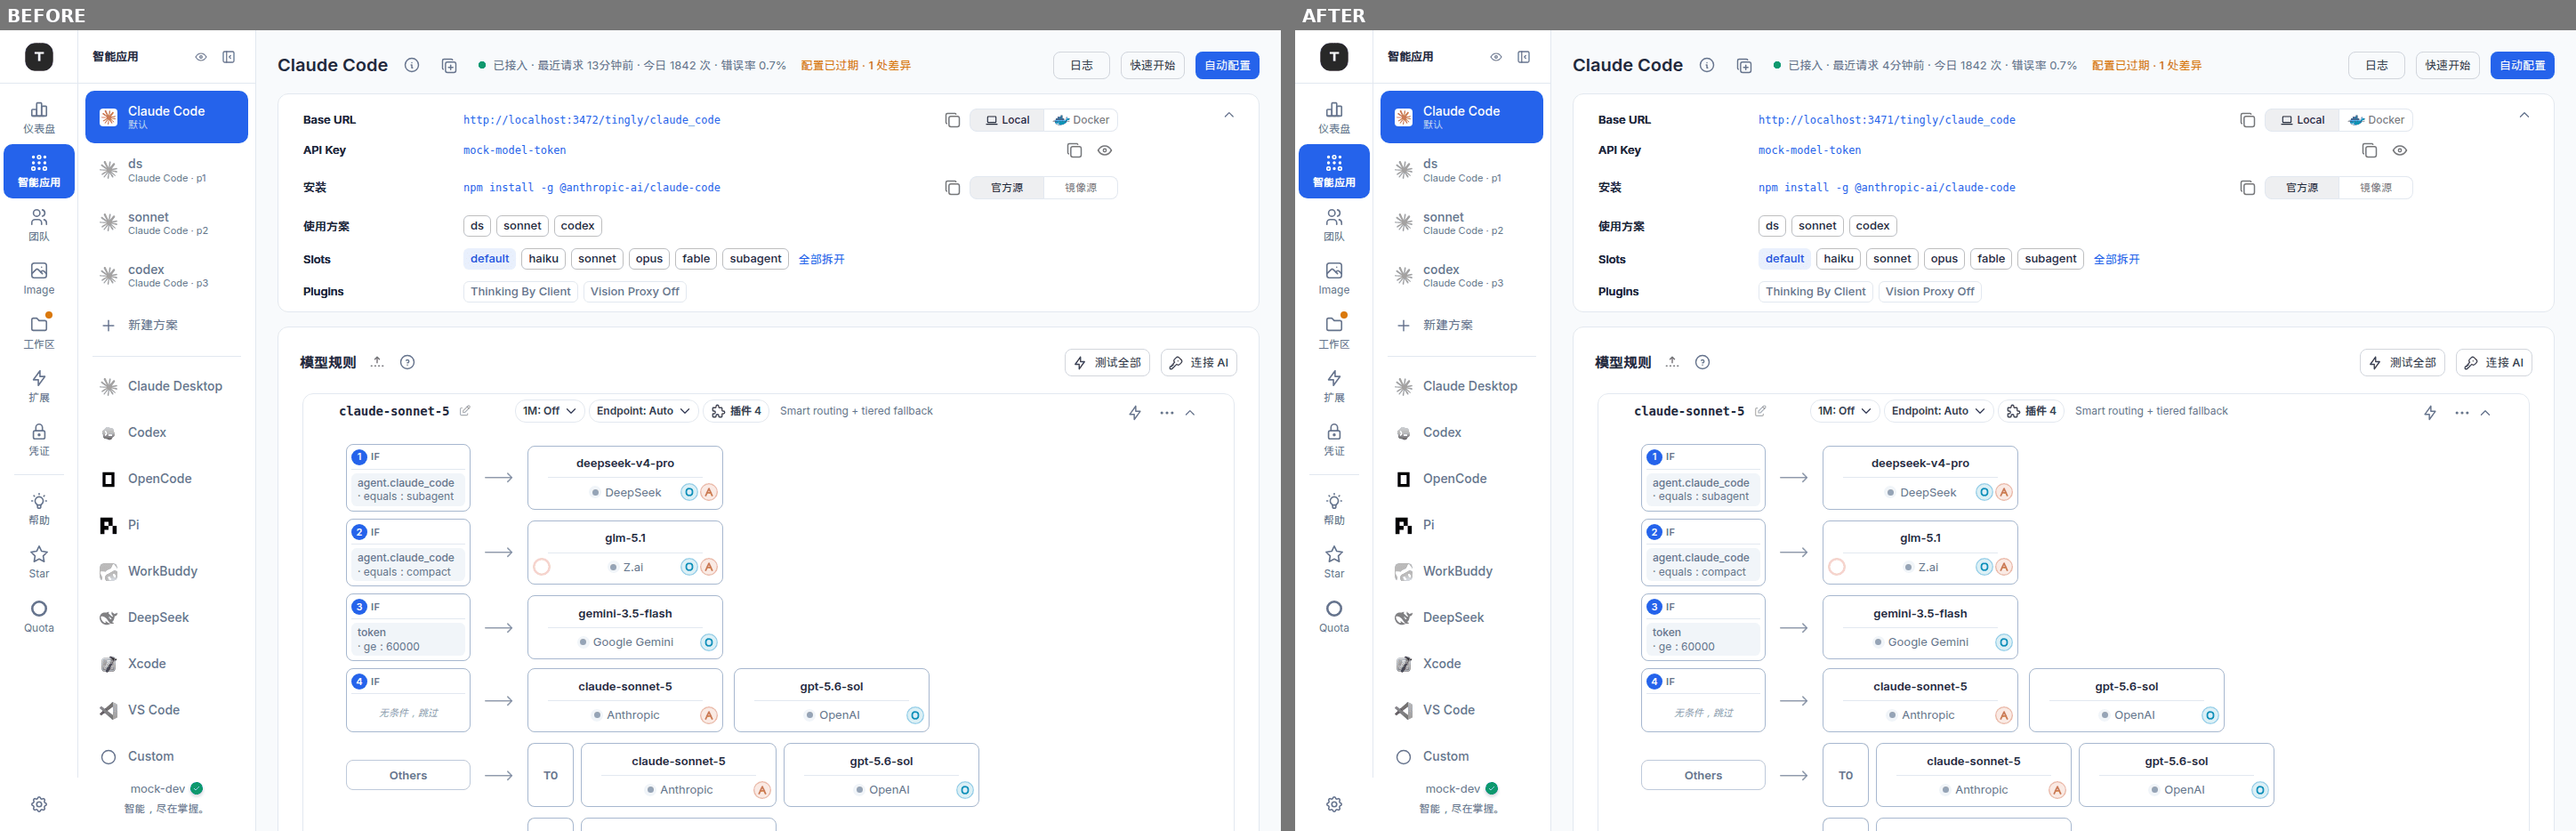 BEFORE
T
智能应用
仪表盘
智能应用
团队
Image
工作区
扩展
凭证
帮助
Star
Quota
Claude Code
默认
ds
Claude Code · p1
sonnet
Claude Code · p2
codex
Claude Code · p3
新建方案
Claude Desktop
Codex
OpenCode
Pi
WorkBuddy
DeepSeek
Xcode
VS Code
Custom
mock-dev
智能，尽在掌握。
Claude Code 已接入 · 最近请求 13分钟前 · 今日 1842 次 · 错误率 0.7% 配置已过期 · 1 处差异 日志 快速开始 自动配置
Base URL http://localhost:3472/tingly/claude_code Local Docker
API Key mock-model-token
安装 npm install -g @anthropic-ai/claude-code 官方源 镜像源
使用方案 ds sonnet codex
Slots default haiku sonnet opus fable subagent 全部拆开
Plugins Thinking By Client Vision Proxy Off
模型规则 测试全部 连接 AI
claude-sonnet-5 1M: Off Endpoint: Auto 插件 4 Smart routing + tiered fallback
1 IF
agent.claude_code
· equals : subagent
deepseek-v4-pro
DeepSeek O A
2 IF
agent.claude_code
· equals : compact
glm-5.1
Z.ai O A
3 IF
token
· ge : 60000
gemini-3.5-flash
Google Gemini O
4 IF
无条件，跳过
claude-sonnet-5
Anthropic A
gpt-5.6-sol
OpenAI O
Others
T0
claude-sonnet-5
Anthropic A
gpt-5.6-sol
OpenAI O
AFTER
T
智能应用
仪表盘
智能应用
团队
Image
工作区
扩展
凭证
帮助
Star
Quota
Claude Code
默认
ds
Claude Code · p1
sonnet
Claude Code · p2
codex
Claude Code · p3
新建方案
Claude Desktop
Codex
OpenCode
Pi
WorkBuddy
DeepSeek
Xcode
VS Code
Custom
mock-dev
智能，尽在掌握。
Claude Code 已接入 · 最近请求 4分钟前 · 今日 1842 次 · 错误率 0.7% 配置已过期 · 1 处差异 日志 快速开始 自动配置
Base URL http://localhost:3471/tingly/claude_code Local Docker
API Key mock-model-token
安装 npm install -g @anthropic-ai/claude-code 官方源 镜像源
使用方案 ds sonnet codex
Slots default haiku sonnet opus fable subagent 全部拆开
Plugins Thinking By Client Vision Proxy Off
模型规则 测试全部 连接 AI
claude-sonnet-5 1M: Off Endpoint: Auto 插件 4 Smart routing + tiered fallback
1 IF
agent.claude_code
· equals : subagent
deepseek-v4-pro
DeepSeek O A
2 IF
agent.claude_code
· equals : compact
glm-5.1
Z.ai O A
3 IF
token
· ge : 60000
gemini-3.5-flash
Google Gemini O
4 IF
无条件，跳过
claude-sonnet-5
Anthropic A
gpt-5.6-sol
OpenAI O
Others
T0
claude-sonnet-5
Anthropic A
gpt-5.6-sol
OpenAI O